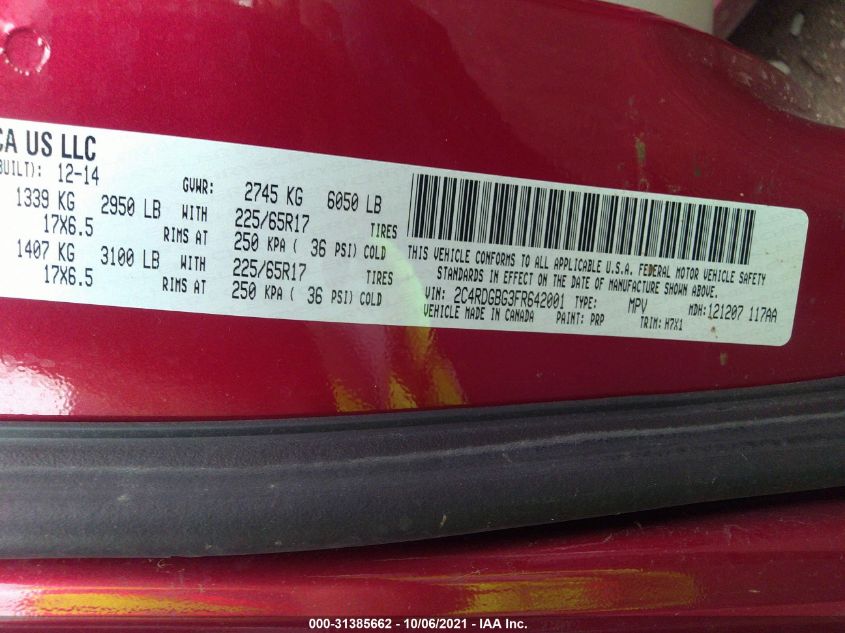 CA US LLC
BUILT): 12-14 GVWR: 2745 KG 6050 LB
1339 KG 2950 LB WITH 225/65R17 TIRES
17X6.5 RIMS AT 250 KPA ( 36 PSI) COLD
1407 KG 3100 LB WITH 225/65R17 TIRES
17X6.5 RIMS AT 250 KPA ( 36 PSI) COLD
THIS VEHICLE CONFORMS TO ALL APPLICABLE U.S.A. FEDERAL MOTOR VEHICLE SAFETY
STANDARDS IN EFFECT ON THE DATE OF MANUFACTURE SHOWN ABOVE.
VIN: 2C4RDGBG3FR642001 TYPE: MPV MDH:121207 117AA
VEHICLE MADE IN CANADA PAINT: PRP TRIM: H7X1
000-31385662 - 10/06/2021 - IAA Inc.